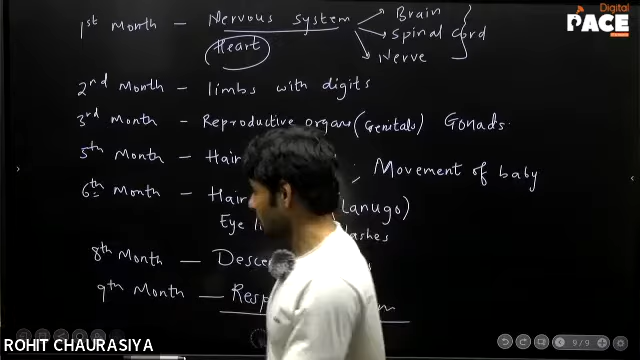 Digital
PACE
1st Month - Nervous system
Brain
Spinal cord
Nerve
Heart
2nd Month - limbs with digits
3rd Month - Reproductive organs (Genitals) Gonads
5th Month - Hair
Movement of baby
6th Month - Hair
(Lanugo)
Eye
lashes
8th Month -
9th Month -
9/9
ROHIT CHAURASIYA